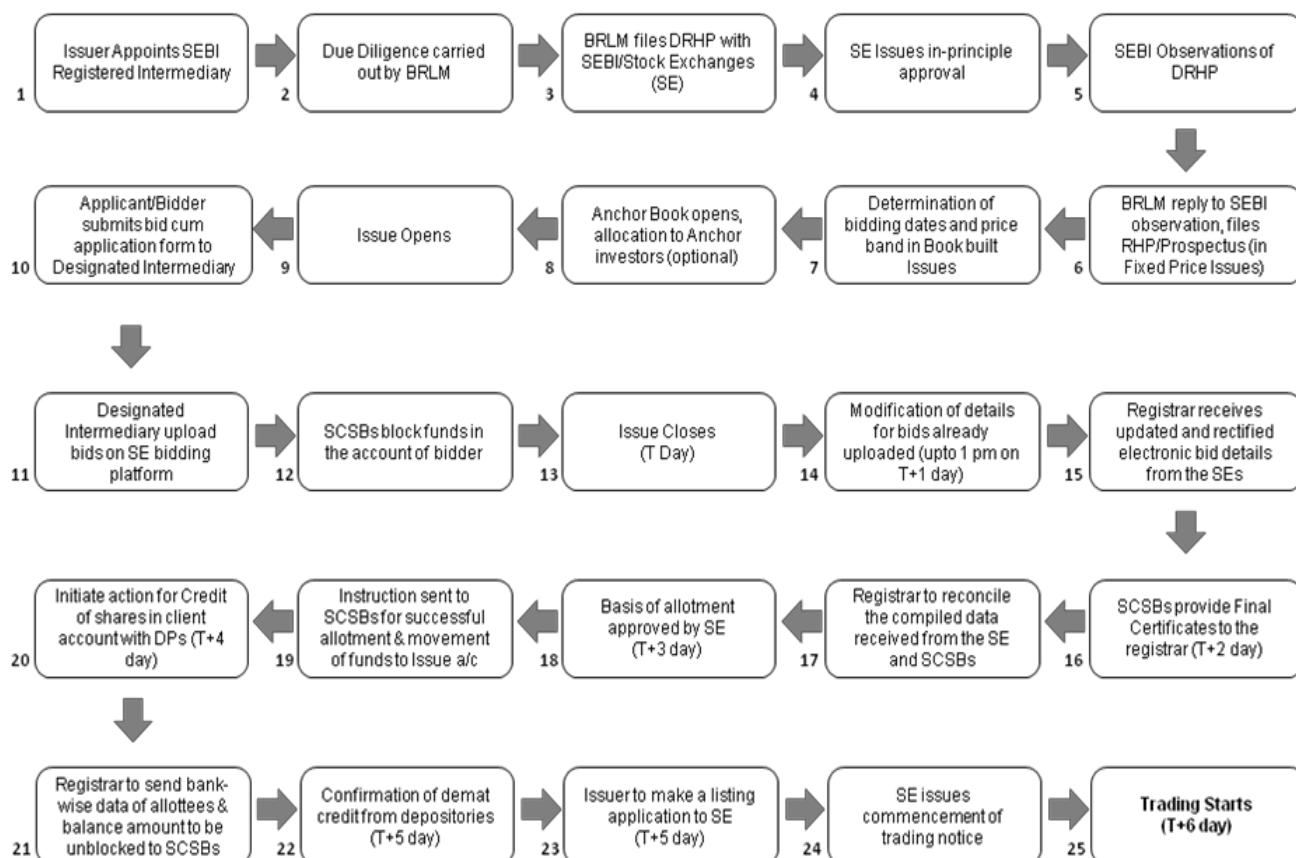 Issuer Appoints SEBI
Registered Intermediary
1
Due Diligence carried
out by BRLM
2
BRLM files DRHP with
SEBI/Stock Exchanges
(SE)
3
SE Issues in-principle
approval
4
SEBI Observations of
DRHP
5
BRLM reply to SEBI
observation, files
RHP/Prospectus (in
Fixed Price Issues)
6
Determination of
bidding dates and price
band in Book built
Issues
7
Anchor Book opens,
allocation to Anchor
investors (optional)
8
Issue Opens
9
Applicant/Bidder
submits bid cum
application form to
Designated Intermediary
10
Designated
Intermediary upload
bids on SE bidding
platform
11
SCSBs block funds in
the account of bidder
12
Issue Closes
(T Day)
13
Modification of details
for bids already
uploaded (upto 1 pm on
T+1 day)
14
Registrar receives
updated and rectified
electronic bid details
from the SEs
15
SCSBs provide Final
Certificates to the
registrar (T+2 day)
16
Registrar to reconcile
the compiled data
received from the SE
and SCSBs
17
Basis of allotment
approved by SE
(T+3 day)
18
Instruction sent to
SCSBs for successful
allotment & movement
of funds to Issue a/c
19
Initiate action for Credit
of shares in client
account with DPs (T+4
day)
20
Registrar to send bank-
wise data of allottees &
balance amount to be
unblocked to SCSBs
21
Confirmation of demat
credit from depositories
(T+5 day)
22
Issuer to make a listing
application to SE
(T+5 day)
23
SE issues
commencement of
trading notice
24
Trading Starts
(T+6 day)
25